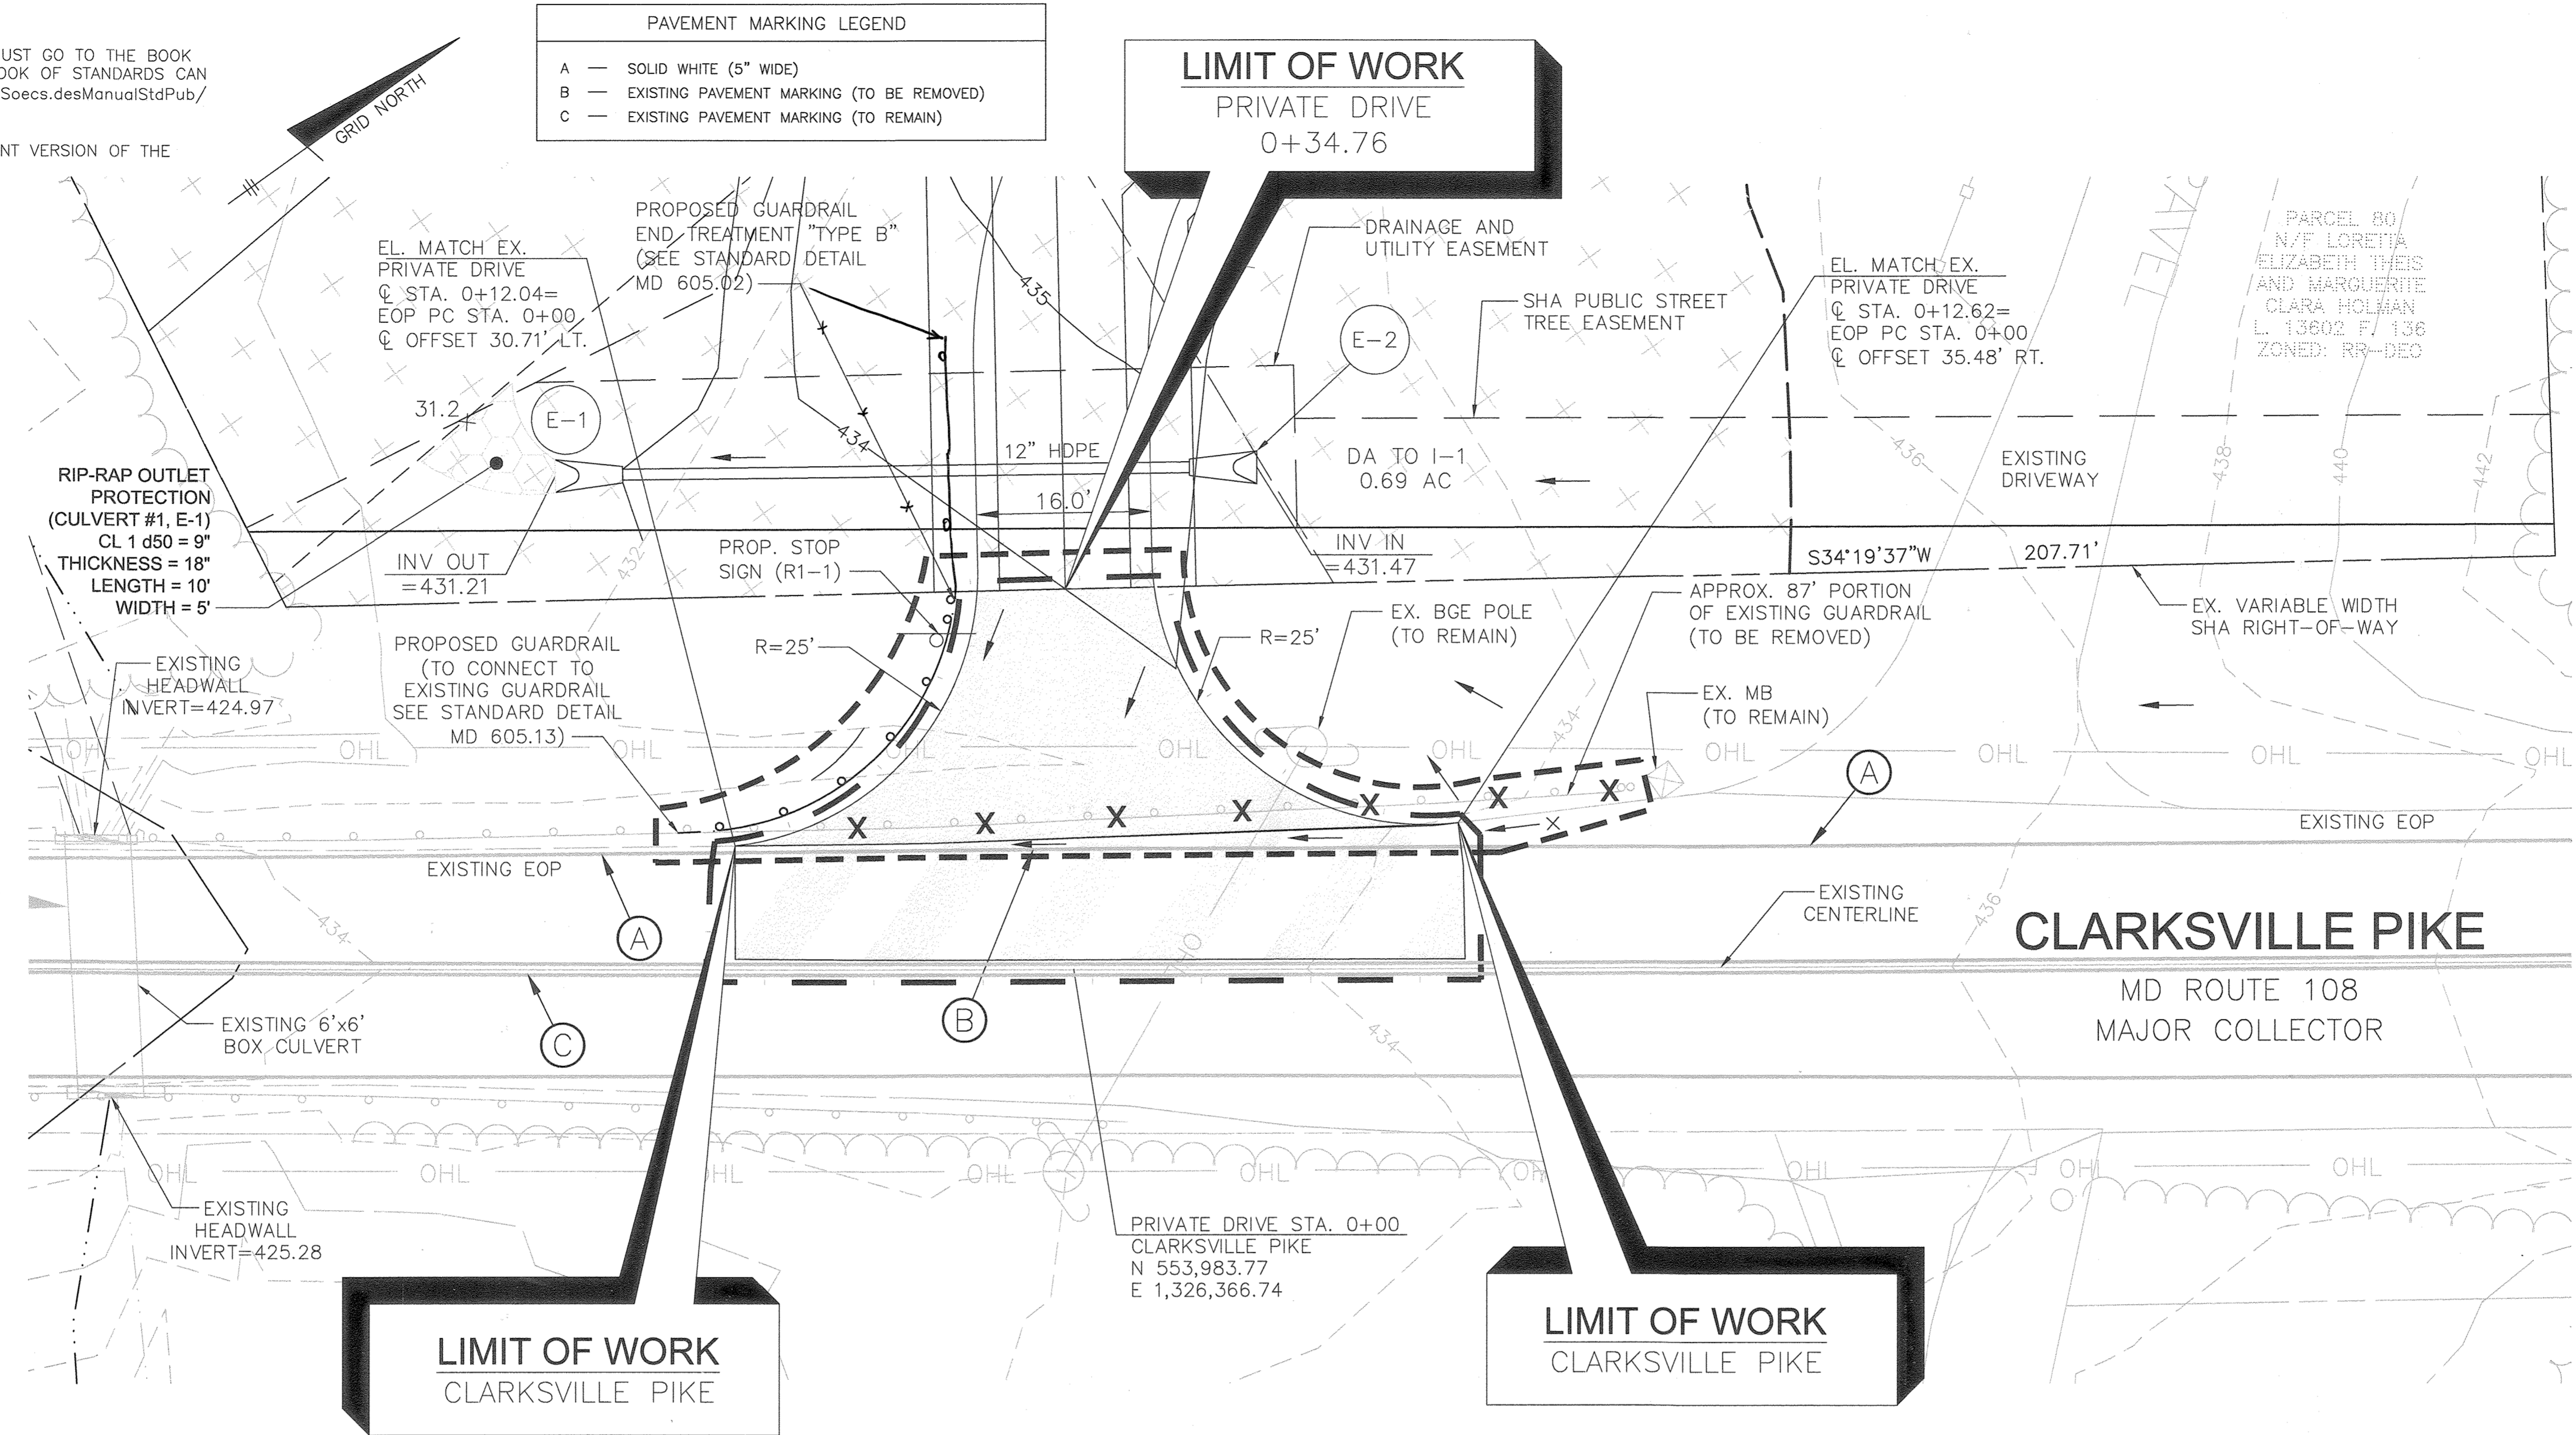 UST GO TO THE BOOK
OOK OF STANDARDS CAN
Soecs.desManualStdPub/
NT VERSION OF THE
GRID NORTH
PAVEMENT MARKING LEGEND
A — SOLID WHITE (5" WIDE)
B — EXISTING PAVEMENT MARKING (TO BE REMOVED)
C — EXISTING PAVEMENT MARKING (TO REMAIN)
LIMIT OF WORK
PRIVATE DRIVE
0+34.76
PROPOSED GUARDRAIL
END TREATMENT "TYPE B"
(SEE STANDARD DETAIL
MD 605.02)
EL. MATCH EX.
PRIVATE DRIVE
℄ STA. 0+12.04=
EOP PC STA. 0+00
℄ OFFSET 30.71' LT.
435
DRAINAGE AND
UTILITY EASEMENT
SHA PUBLIC STREET
TREE EASEMENT
EL. MATCH EX.
PRIVATE DRIVE
℄ STA. 0+12.62=
EOP PC STA. 0+00
℄ OFFSET 35.48' RT.
AVEL
PARCEL 80
N/F LORETTA
ELIZABETH THEIS
AND MARGUERITE
CLARA HOLMAN
L. 13602 F. 136
ZONED: RR-DEO
31.2
E-1
E-2
434
12" HDPE
16.0'
DA TO I-1
0.69 AC
436
EXISTING
DRIVEWAY
438
440
442
RIP-RAP OUTLET
PROTECTION
(CULVERT #1, E-1)
CL 1 d50 = 9"
THICKNESS = 18"
LENGTH = 10'
WIDTH = 5'
INV OUT
=431.21
432
PROP. STOP
SIGN (R1-1)
INV IN
=431.47
S34°19'37"W 207.71'
EX. BGE POLE
(TO REMAIN)
APPROX. 87' PORTION
OF EXISTING GUARDRAIL
(TO BE REMOVED)
EX. VARIABLE WIDTH
SHA RIGHT-OF-WAY
R=25'
R=25'
PROPOSED GUARDRAIL
(TO CONNECT TO
EXISTING GUARDRAIL
SEE STANDARD DETAIL
MD 605.13)
EXISTING
HEADWALL
INVERT=424.97
EX. MB
(TO REMAIN)
434
OHL OHL OHL OHL OHL OHL OHL OHL OHL OHL
A
X X X X X X X
EXISTING EOP
EXISTING EOP
A
B
C
434
OHL
EXISTING
CENTERLINE
436
CLARKSVILLE PIKE
MD ROUTE 108
MAJOR COLLECTOR
EXISTING 6'x6'
BOX CULVERT
434
OHL OHL OHL OHL OHL OH OHL OHL OHL
EXISTING
HEADWALL
INVERT=425.28
PRIVATE DRIVE STA. 0+00
CLARKSVILLE PIKE
N 553,983.77
E 1,326,366.74
LIMIT OF WORK
CLARKSVILLE PIKE
LIMIT OF WORK
CLARKSVILLE PIKE